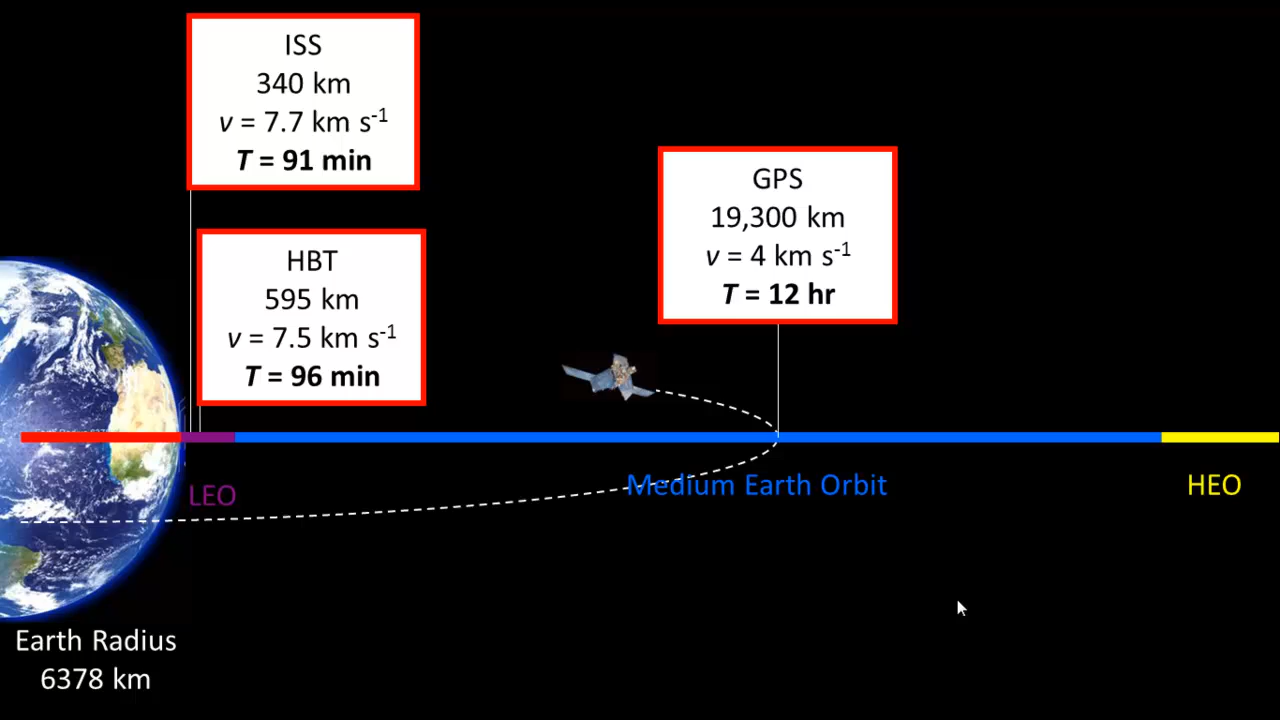 ISS
340 km
v = 7.7 km s⁻¹
T = 91 min
HBT
595 km
v = 7.5 km s⁻¹
T = 96 min
GPS
19,300 km
v = 4 km s⁻¹
T = 12 hr
LEO
Medium Earth Orbit
HEO
Earth Radius
6378 km